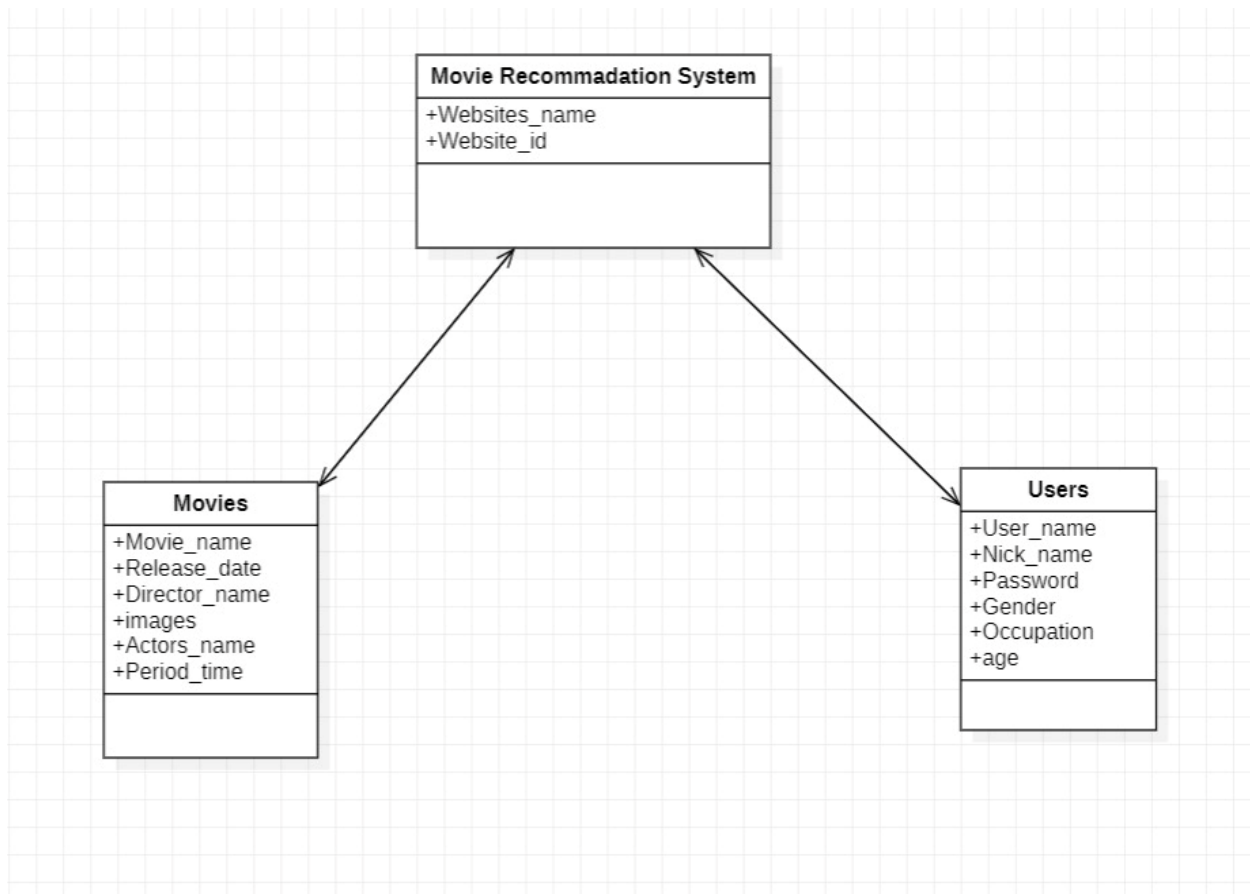 Movie Recommadation System
+Websites_name
+Website_id
Movies
+Movie_name
+Release_date
+Director_name
+images
+Actors_name
+Period_time
Users
+User_name
+Nick_name
+Password
+Gender
+Occupation
+age